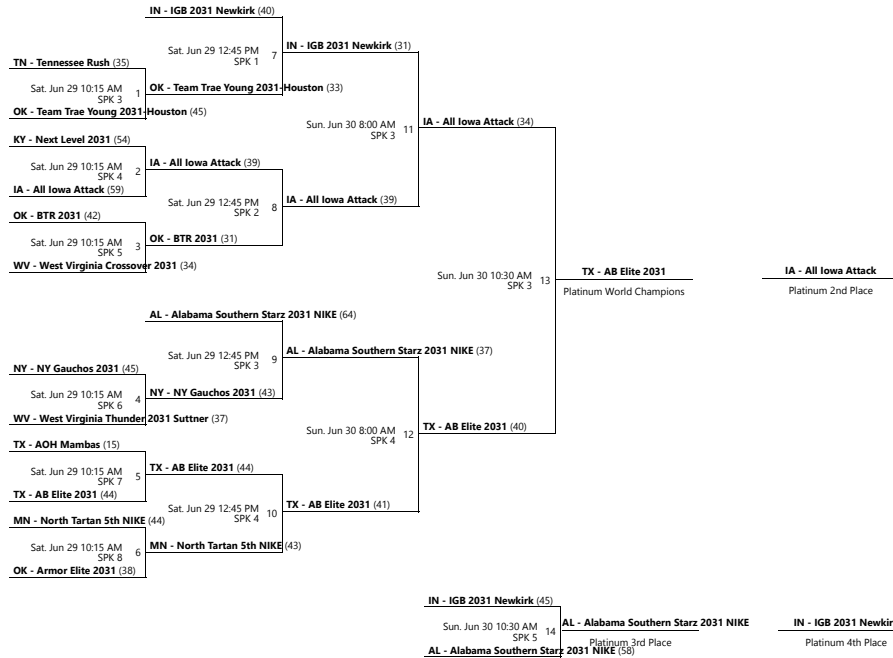 IN - IGB 2031 Newkirk (40)
Sat. Jun 29 12:45 PM
SPK 1
7
IN - IGB 2031 Newkirk (31)
TN - Tennessee Rush (35)
Sat. Jun 29 10:15 AM
SPK 3
1
OK - Team Trae Young 2031-Houston (33)
OK - Team Trae Young 2031-Houston (45)
Sun. Jun 30 8:00 AM
SPK 3
11
IA - All Iowa Attack (34)
KY - Next Level 2031 (54)
Sat. Jun 29 10:15 AM
SPK 4
2
IA - All Iowa Attack (39)
IA - All Iowa Attack (59)
Sat. Jun 29 12:45 PM
SPK 2
8
IA - All Iowa Attack (39)
OK - BTR 2031 (42)
Sat. Jun 29 10:15 AM
SPK 5
3
OK - BTR 2031 (31)
WV - West Virginia Crossover 2031 (34)
Sun. Jun 30 10:30 AM
SPK 3
13
TX - AB Elite 2031
Platinum World Champions
IA - All Iowa Attack
Platinum 2nd Place
AL - Alabama Southern Starz 2031 NIKE (64)
Sat. Jun 29 12:45 PM
SPK 3
9
AL - Alabama Southern Starz 2031 NIKE (37)
NY - NY Gauchos 2031 (45)
Sat. Jun 29 10:15 AM
SPK 6
4
NY - NY Gauchos 2031 (43)
WV - West Virginia Thunder 2031 Suttner (37)
Sun. Jun 30 8:00 AM
SPK 4
12
TX - AB Elite 2031 (40)
TX - AOH Mambas (15)
Sat. Jun 29 10:15 AM
SPK 7
5
TX - AB Elite 2031 (44)
TX - AB Elite 2031 (44)
Sat. Jun 29 12:45 PM
SPK 4
10
TX - AB Elite 2031 (41)
MN - North Tartan 5th NIKE (44)
Sat. Jun 29 10:15 AM
SPK 8
6
MN - North Tartan 5th NIKE (43)
OK - Armor Elite 2031 (38)
IN - IGB 2031 Newkirk (45)
Sun. Jun 30 10:30 AM
SPK 5
14
AL - Alabama Southern Starz 2031 NIKE
Platinum 3rd Place
AL - Alabama Southern Starz 2031 NIKE (58)
IN - IGB 2031 Newkir
Platinum 4th Place